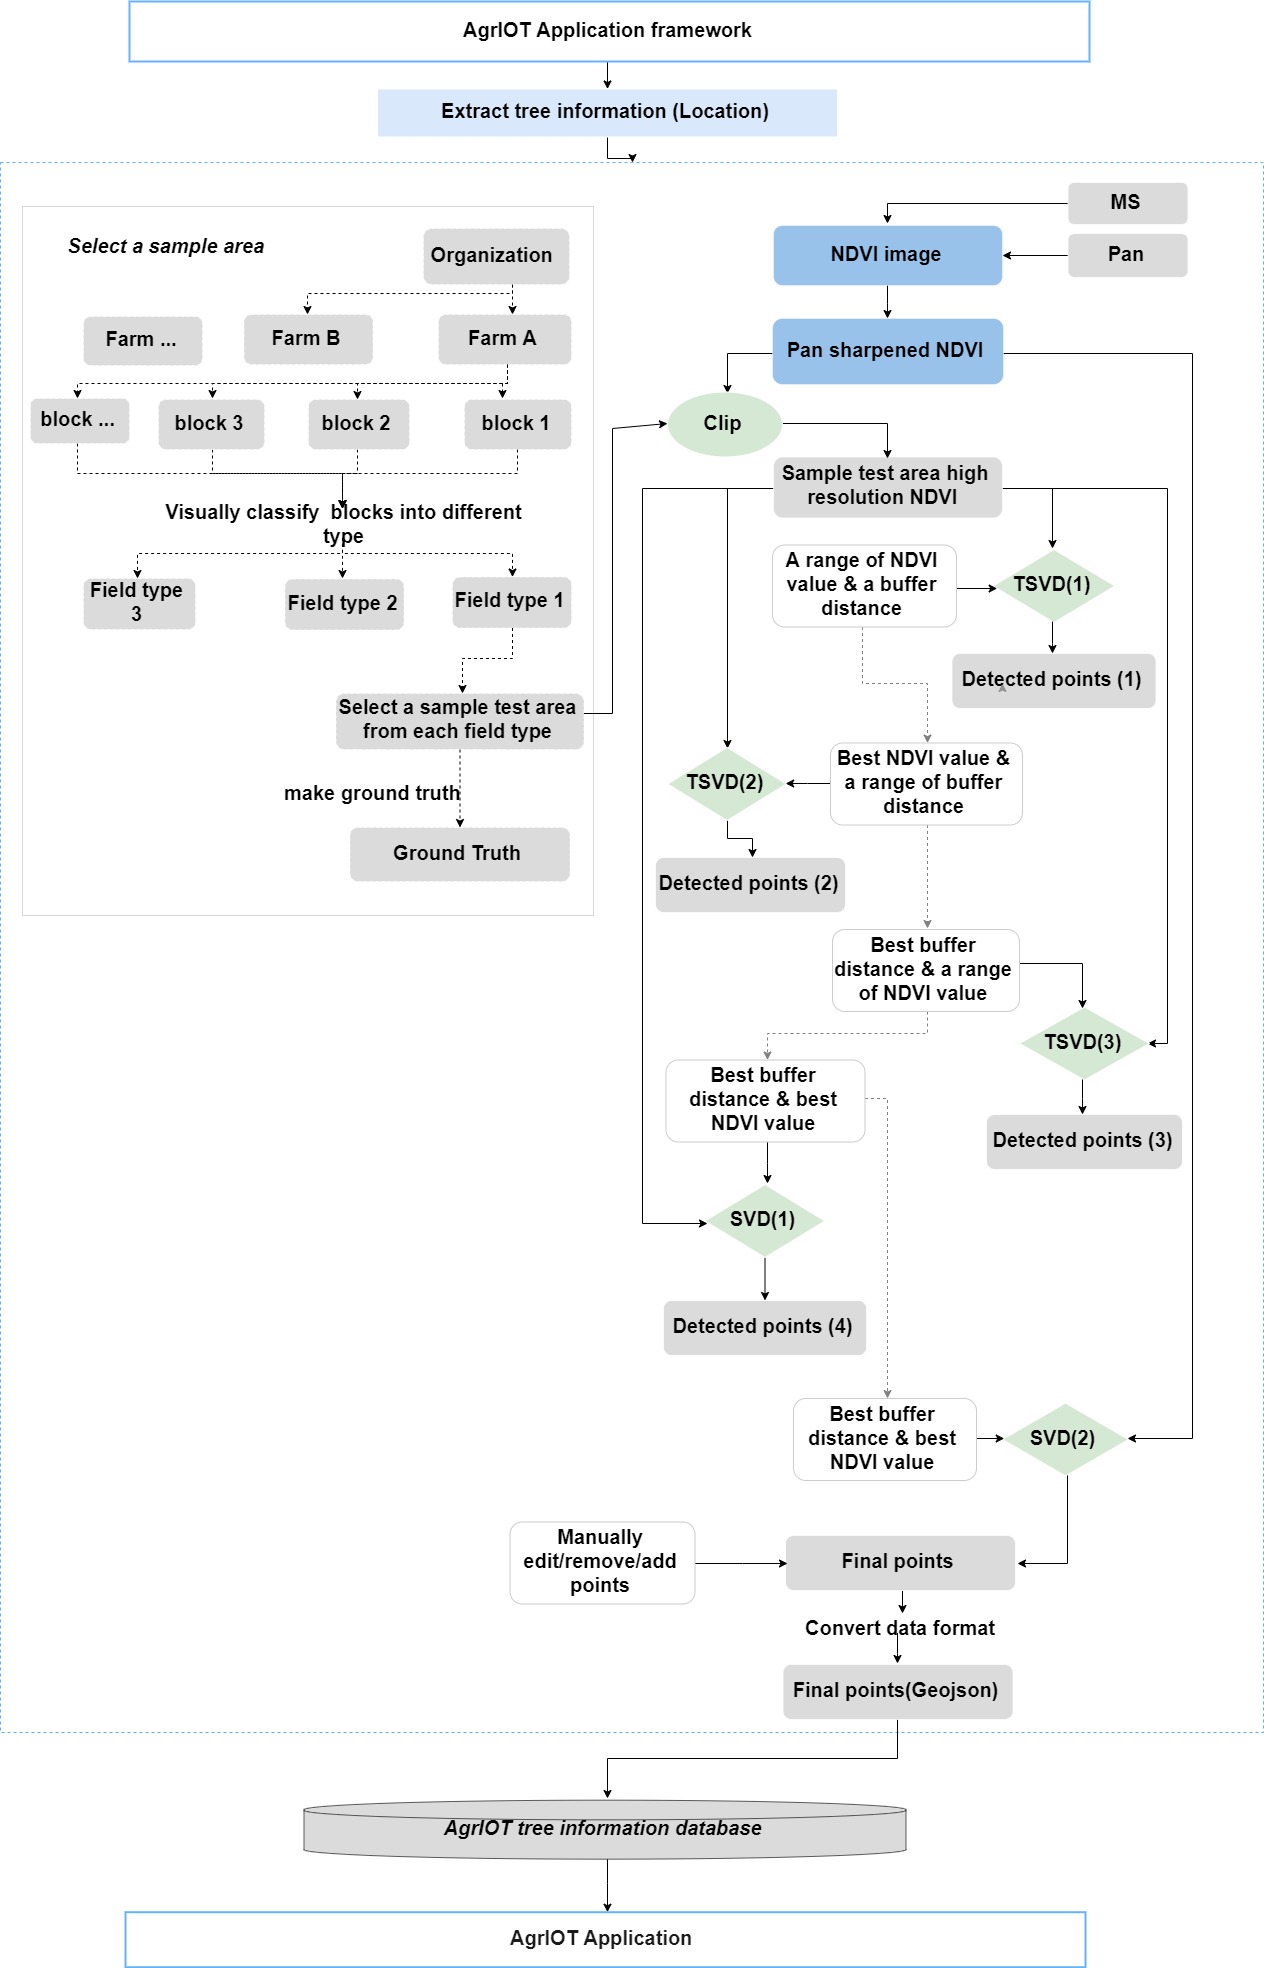 AgrIOT Application framework
Extract tree information (Location)
Select a sample area
Organization
Farm ...
Farm B
Farm A
block ...
block 3
block 2
block 1
Visually classify  blocks into different
type
Field type
3
Field type 2
Field type 1
Select a sample test area
from each field type
make ground truth
Ground Truth
MS
NDVI image
Pan
Pan sharpened NDVI
Clip
Sample test area high
resolution NDVI
A range of NDVI
value & a buffer
distance
TSVD(1)
Detected points (1)
Best NDVI value &
a range of buffer
distance
TSVD(2)
Detected points (2)
Best buffer
distance & a range
of NDVI value
TSVD(3)
Detected points (3)
Best buffer
distance & best
NDVI value
SVD(1)
Detected points (4)
Best buffer
distance & best
NDVI value
SVD(2)
Manually
edit/remove/add
points
Final points
Convert data format
Final points(Geojson)
AgrIOT tree information database
AgrIOT Application